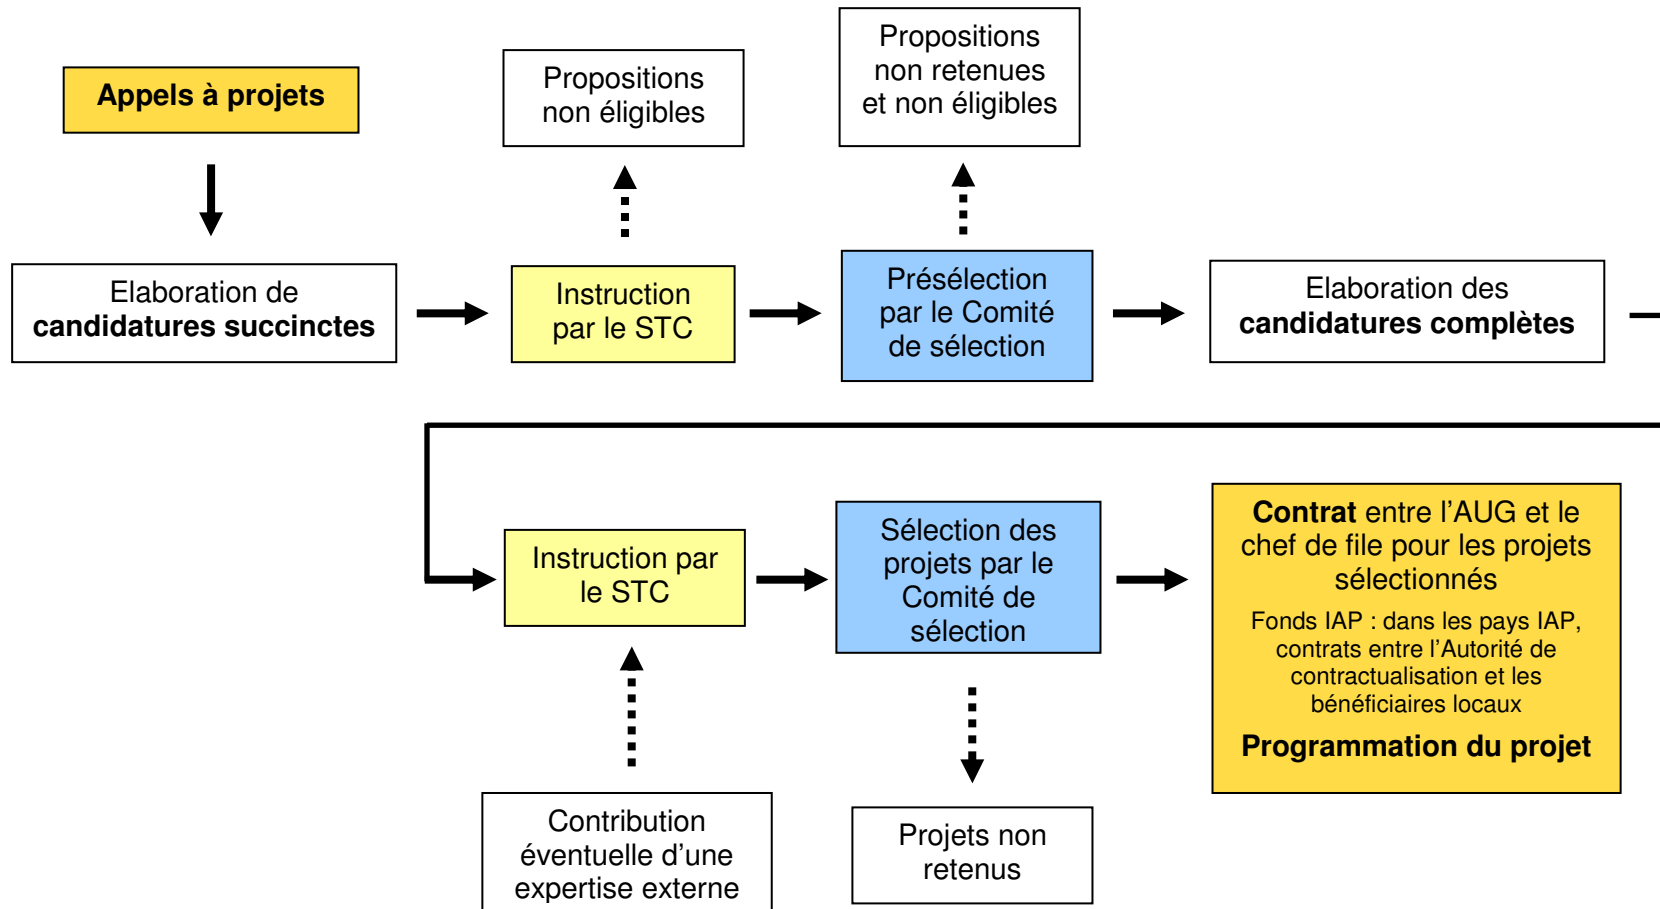 Appels à projets
Propositions
non éligibles
Propositions
non retenues
et non éligibles
Elaboration de
candidatures succinctes
Instruction
par le STC
Présélection
par le Comité
de sélection
Elaboration des
candidatures complètes
Instruction par
le STC
Sélection des
projets par le
Comité de
sélection
Contrat entre l'AUG et le
chef de file pour les projets
sélectionnés
Fonds IAP : dans les pays IAP,
contrats entre l'Autorité de
contractualisation et les
bénéficiaires locaux
Programmation du projet
Contribution
éventuelle d'une
expertise externe
Projets non
retenus